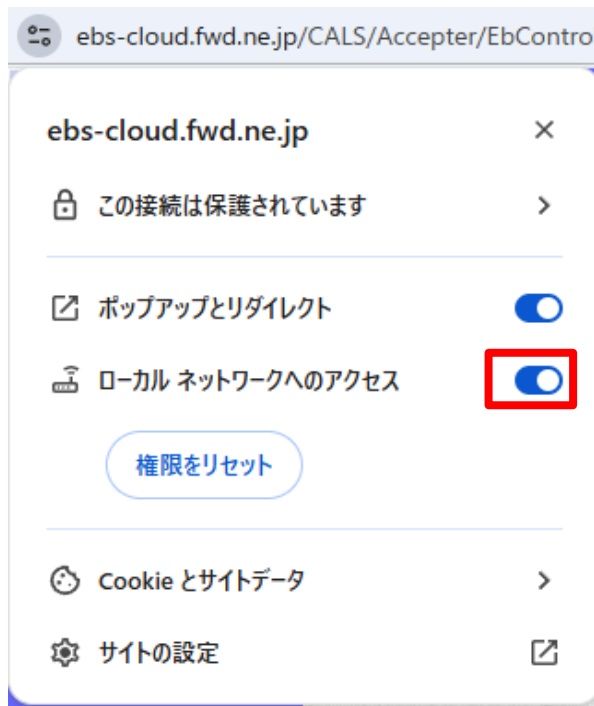 ebs-cloud.fwd.ne.jp/CALS/Accepter/EbContro
ebs-cloud.fwd.ne.jp
この接続は保護されています
ポップアップとリダイレクト
ローカル ネットワークへのアクセス
権限をリセット
Cookie とサイトデータ
サイトの設定